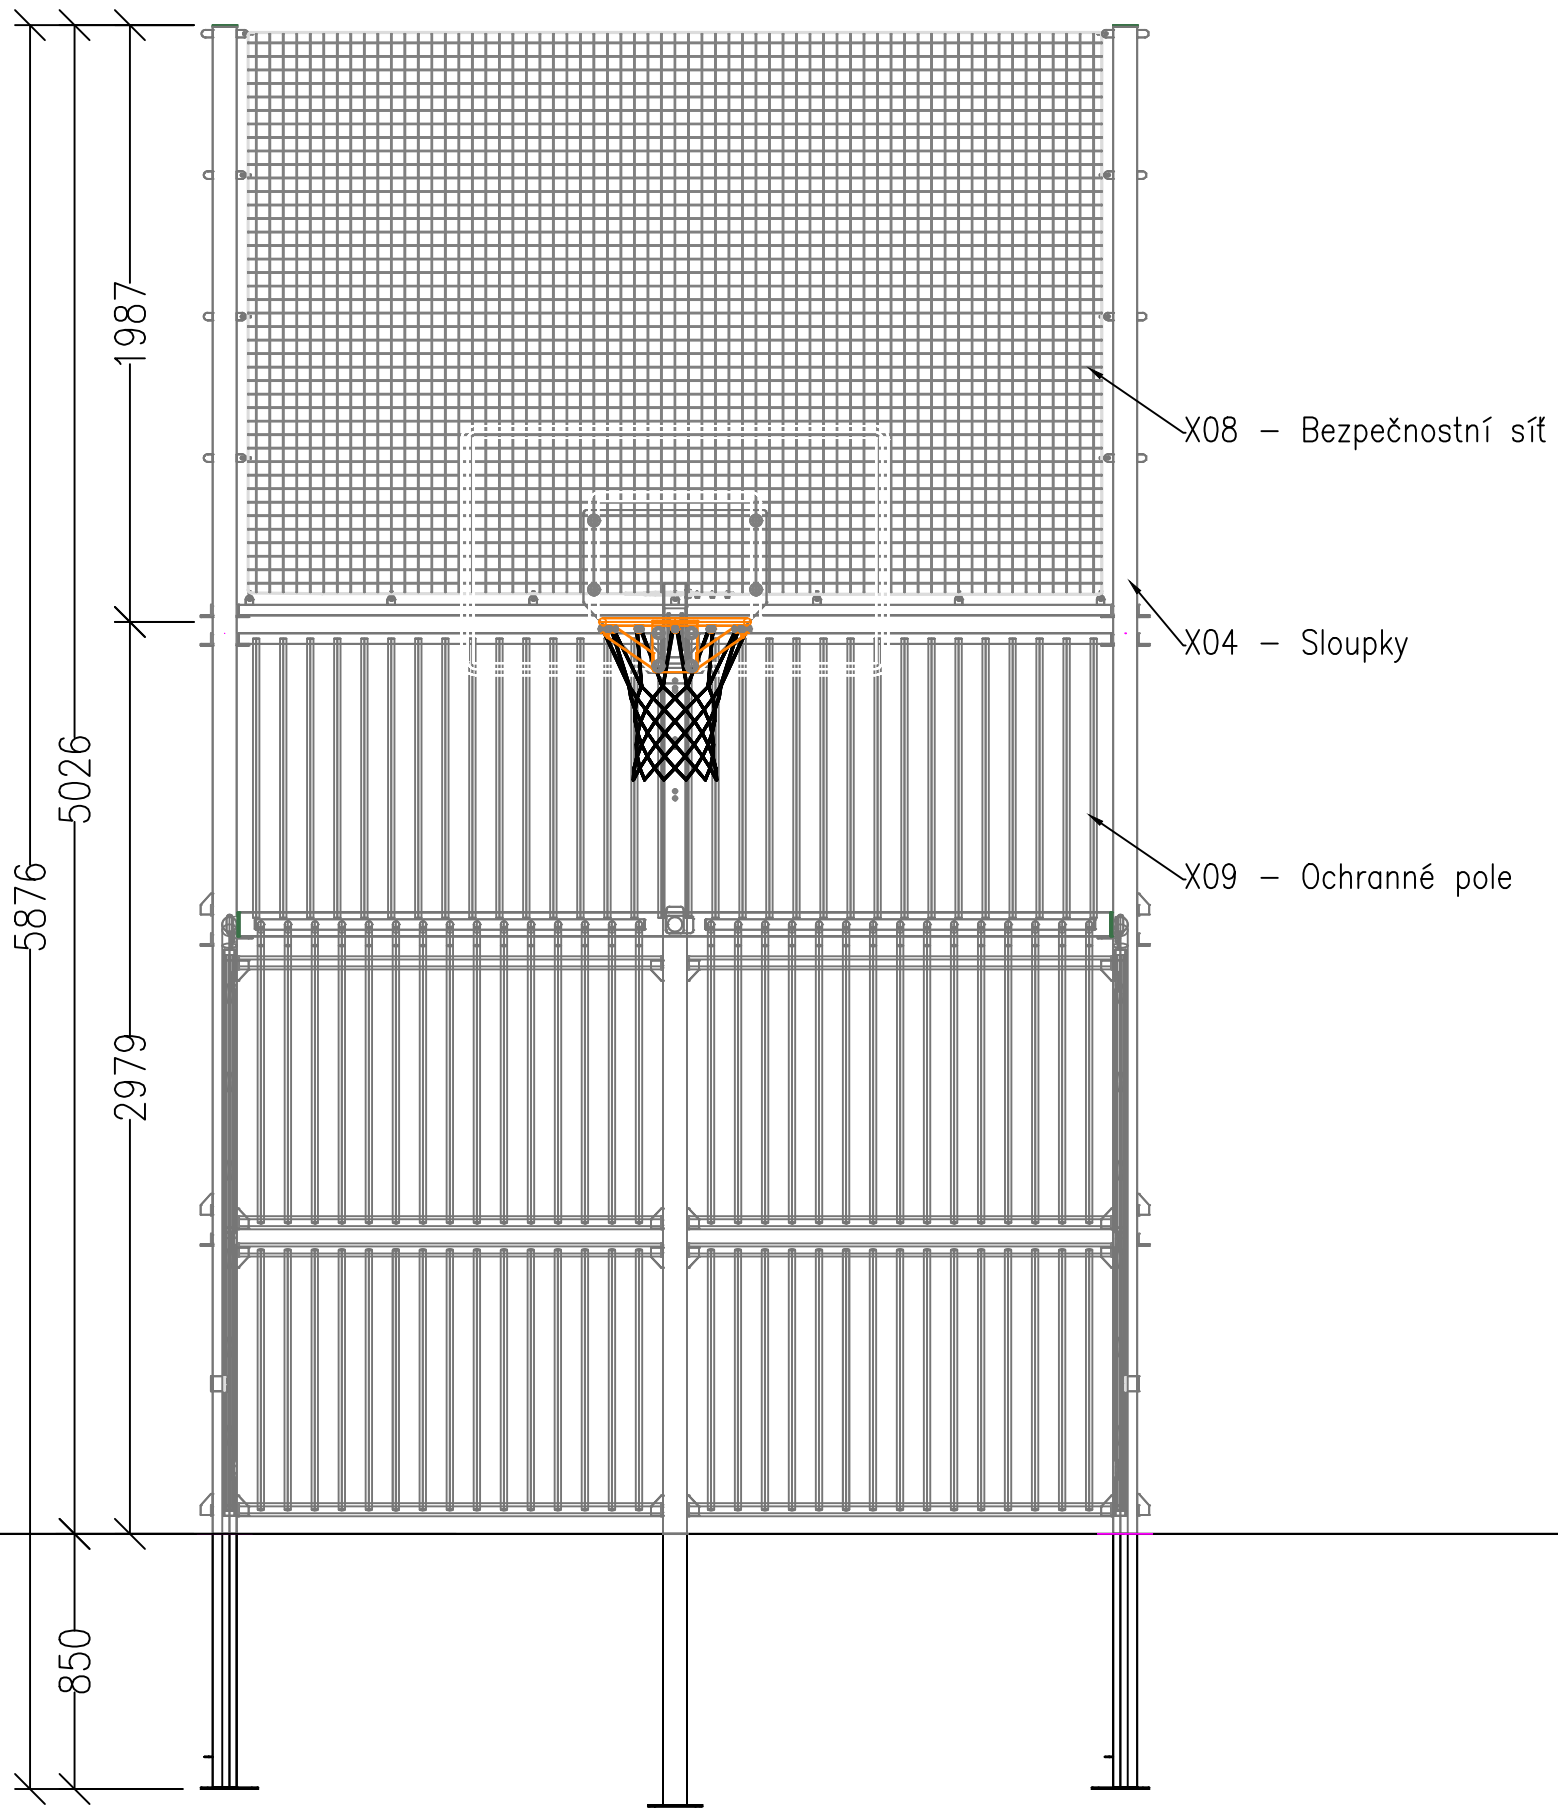 1987
X08 – Bezpečnostní síť
X04 – Sloupky
5026
X09 – Ochranné pole
5876
2979
850